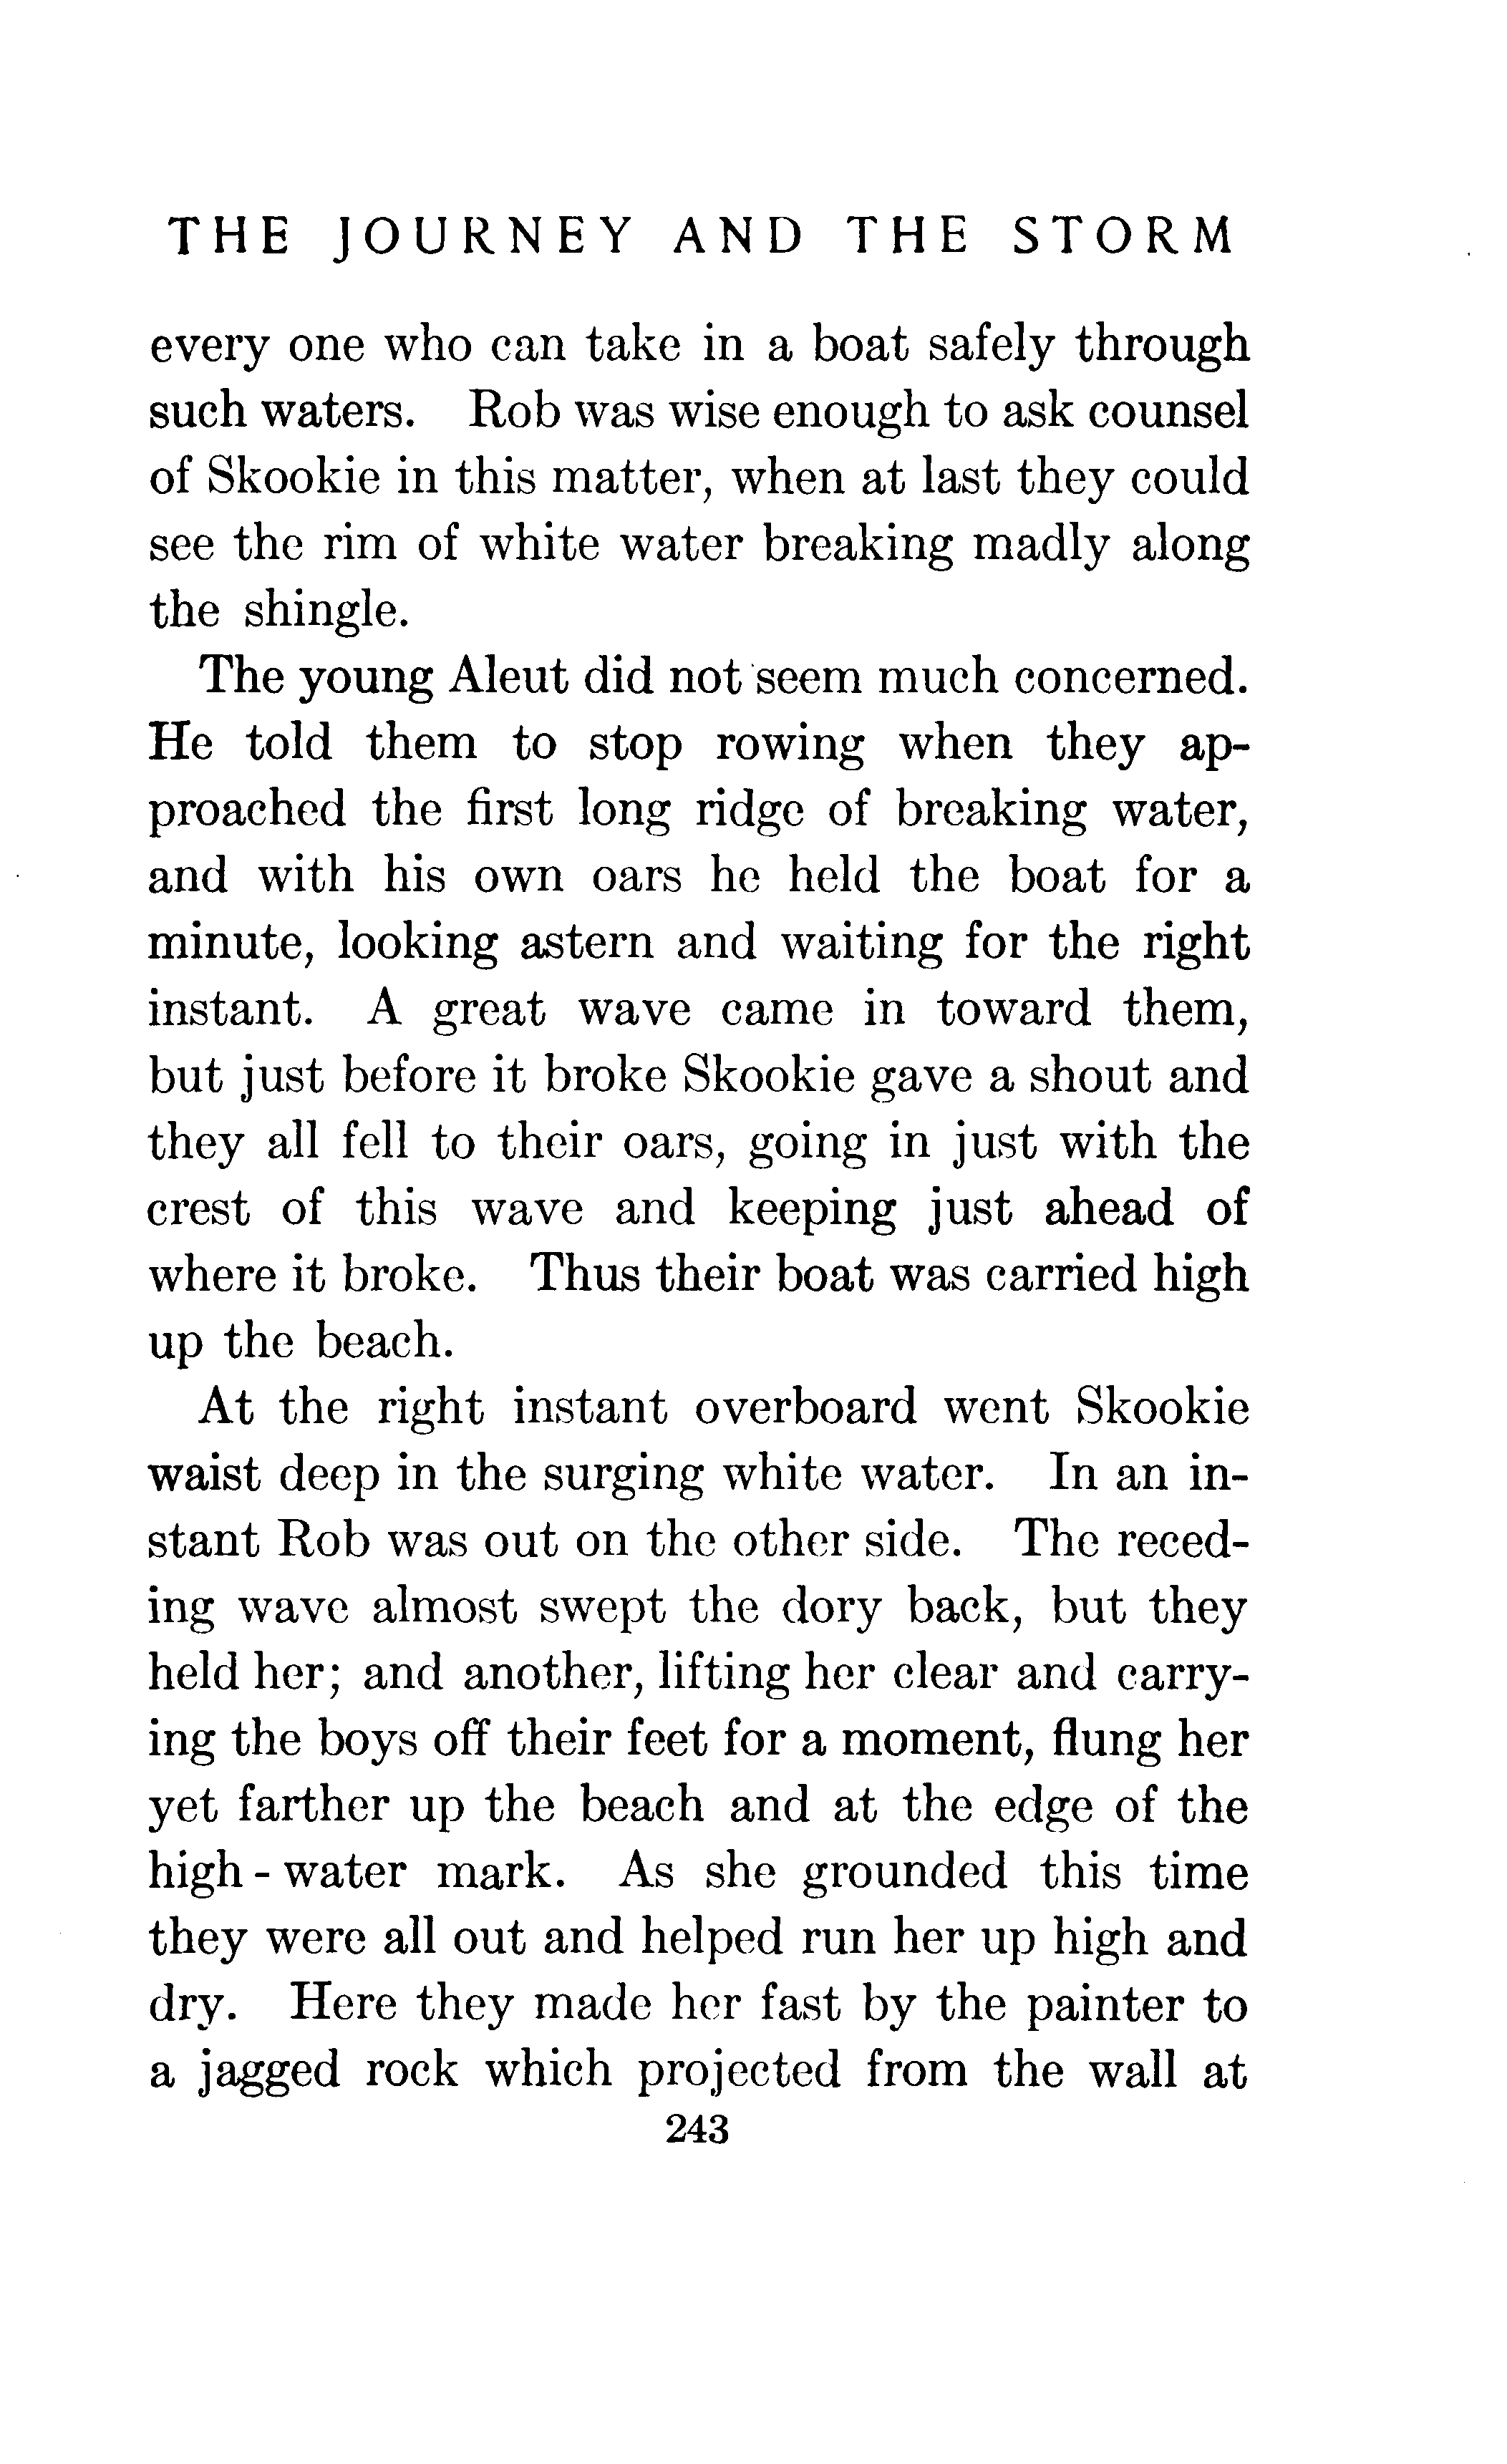 THE JOURNEY AND THE STORM
every one who can take in a boat safely through
such waters. Rob was wise enough to ask counsel
of Skookie in this matter, when at last they could
see the rim of white water breaking madly along
the shingle.
The young Aleut did not seem much concerned.
He told them to stop rowing when they ap-
proached the first long ridge of breaking water,
and with his own oars he held the boat for a
minute, looking astern and waiting for the right
instant. A great wave came in toward them,
but just before it broke Skookie gave a shout and
they all fell to their oars, going in just with the
crest of this wave and keeping just ahead of
where it broke. Thus their boat was carried high
up the beach.
At the right instant overboard went Skookie
waist deep in the surging white water. In an in-
stant Rob was out on the other side. The reced-
ing wave almost swept the dory back, but they
held her; and another, lifting her clear and carry-
ing the boys off their feet for a moment, flung her
yet farther up the beach and at the edge of the
high-water mark. As she grounded this time
they were all out and helped run her up high and
dry. Here they made her fast by the painter to
a jagged rock which projected from the wall at
243